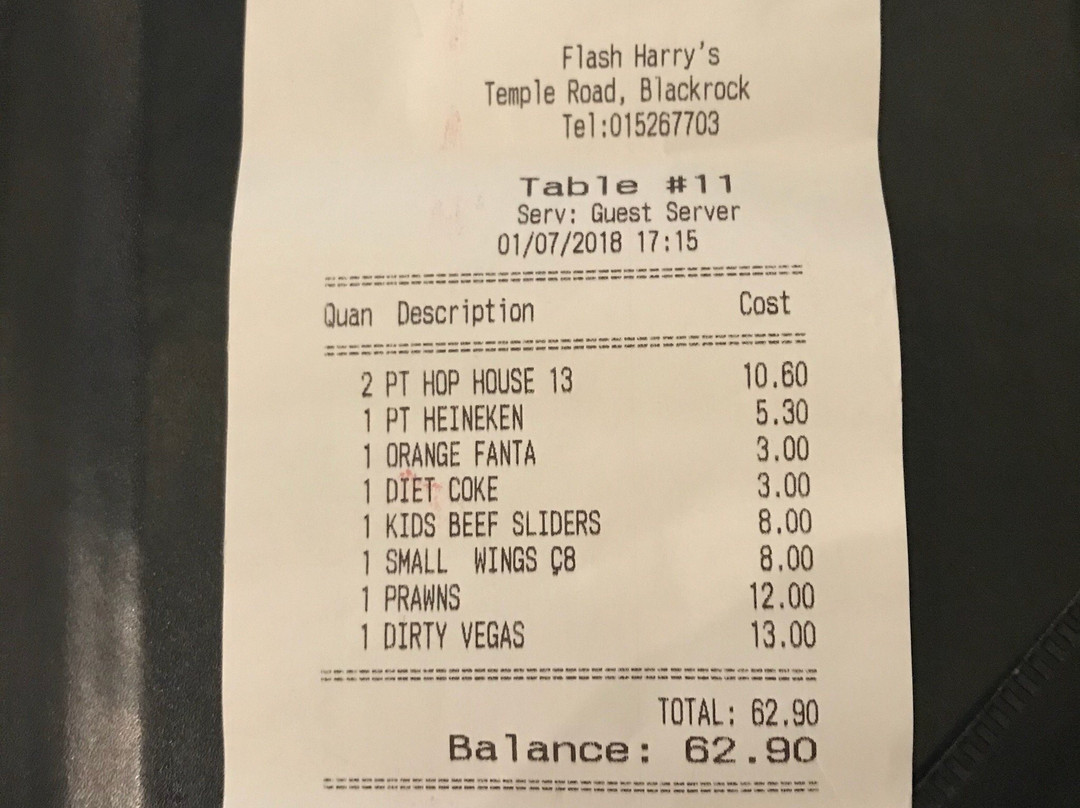 Flash Harry's
Temple Road, Blackrock
Tel:015267703
Table #11
Serv: Guest Server
01/07/2018 17:15
Quan Description Cost
2 PT HOP HOUSE 13 10.60
1 PT HEINEKEN 5.30
1 ORANGE FANTA 3.00
1 DIET COKE 3.00
1 KIDS BEEF SLIDERS 8.00
1 SMALL WINGS Ç8 8.00
1 PRAWNS 12.00
1 DIRTY VEGAS 13.00
TOTAL: 62.90
Balance: 62.90